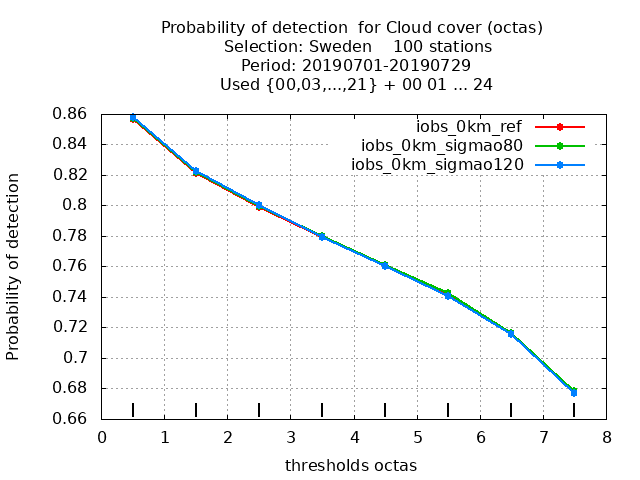 Probability of detection  for Cloud cover (octas)
Selection: Sweden    100 stations
Period: 20190701-20190729
Used {00,03,...,21} + 00 01 ... 24
Probability of detection
0.86
0.84
0.82
0.8
0.78
0.76
0.74
0.72
0.7
0.68
0.66
iobs_0km_ref
iobs_0km_sigmao80
iobs_0km_sigmao120
0 1 2 3 4 5 6 7 8
thresholds octas